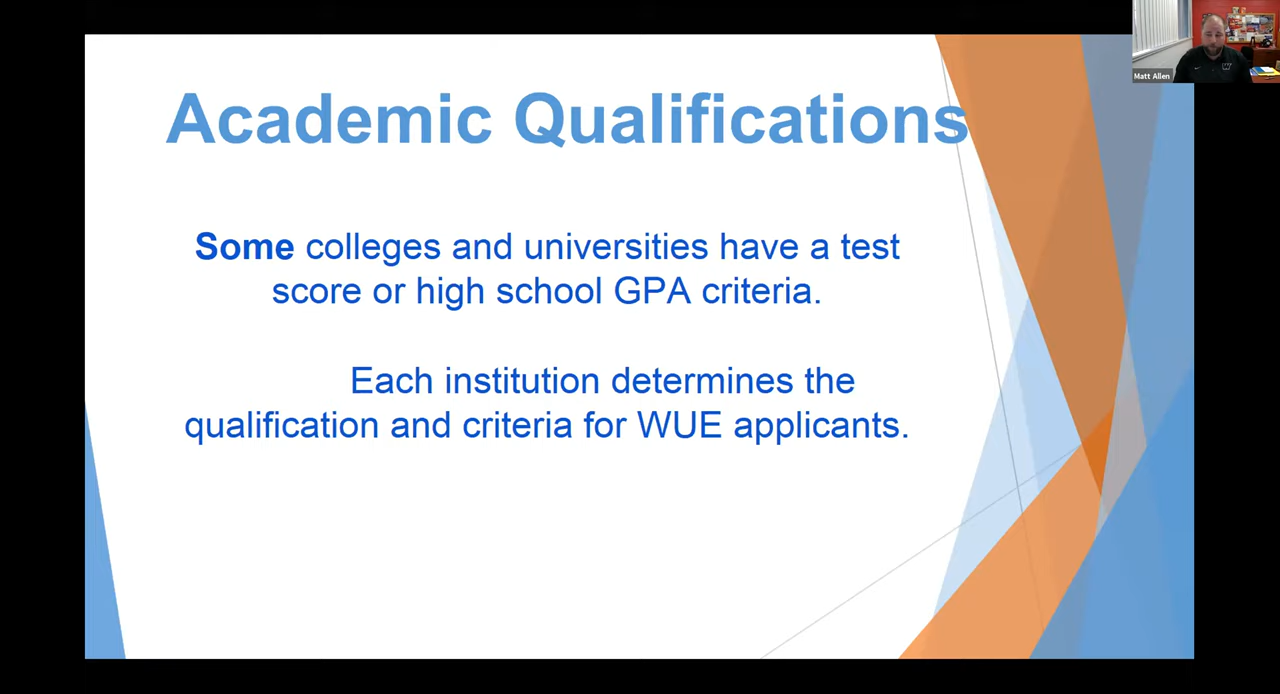 Matt Allen
Academic Qualifications
Some colleges and universities have a test
score or high school GPA criteria.
Each institution determines the
qualification and criteria for WUE applicants.